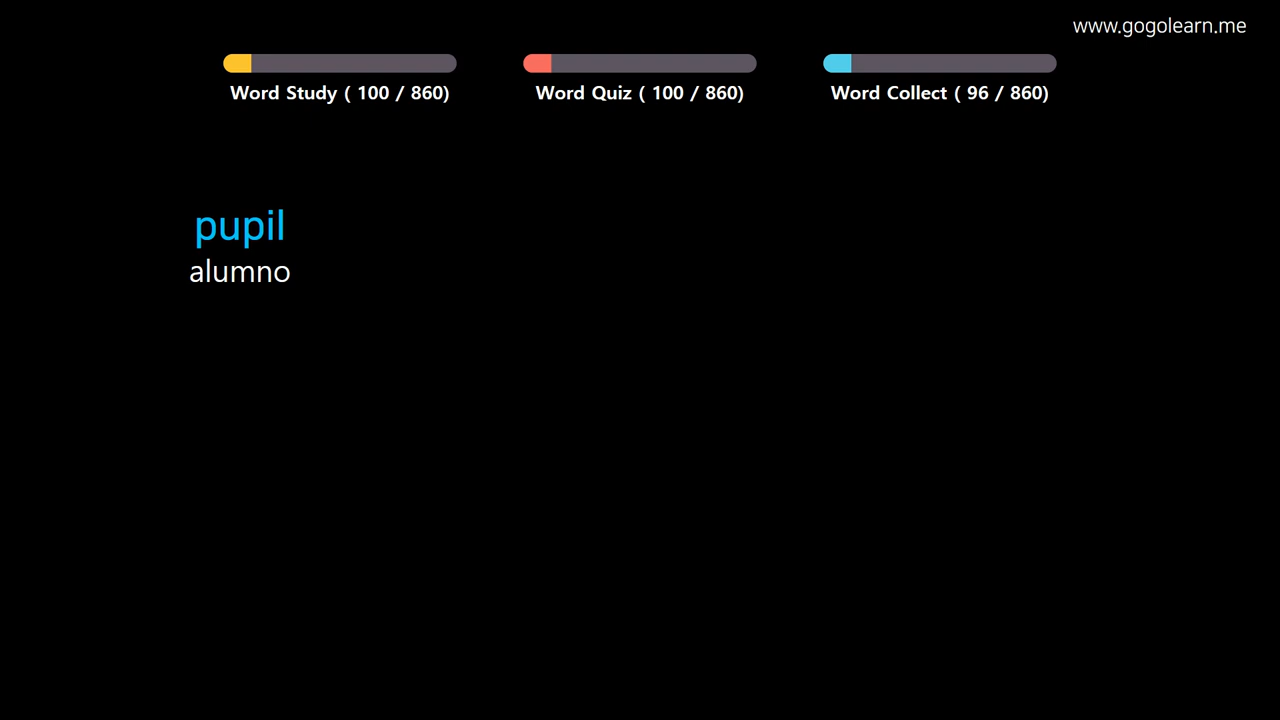 www.gogolearn.me
Word Study ( 100 / 860)
Word Quiz ( 100 / 860)
Word Collect ( 96 / 860)
pupil
alumno